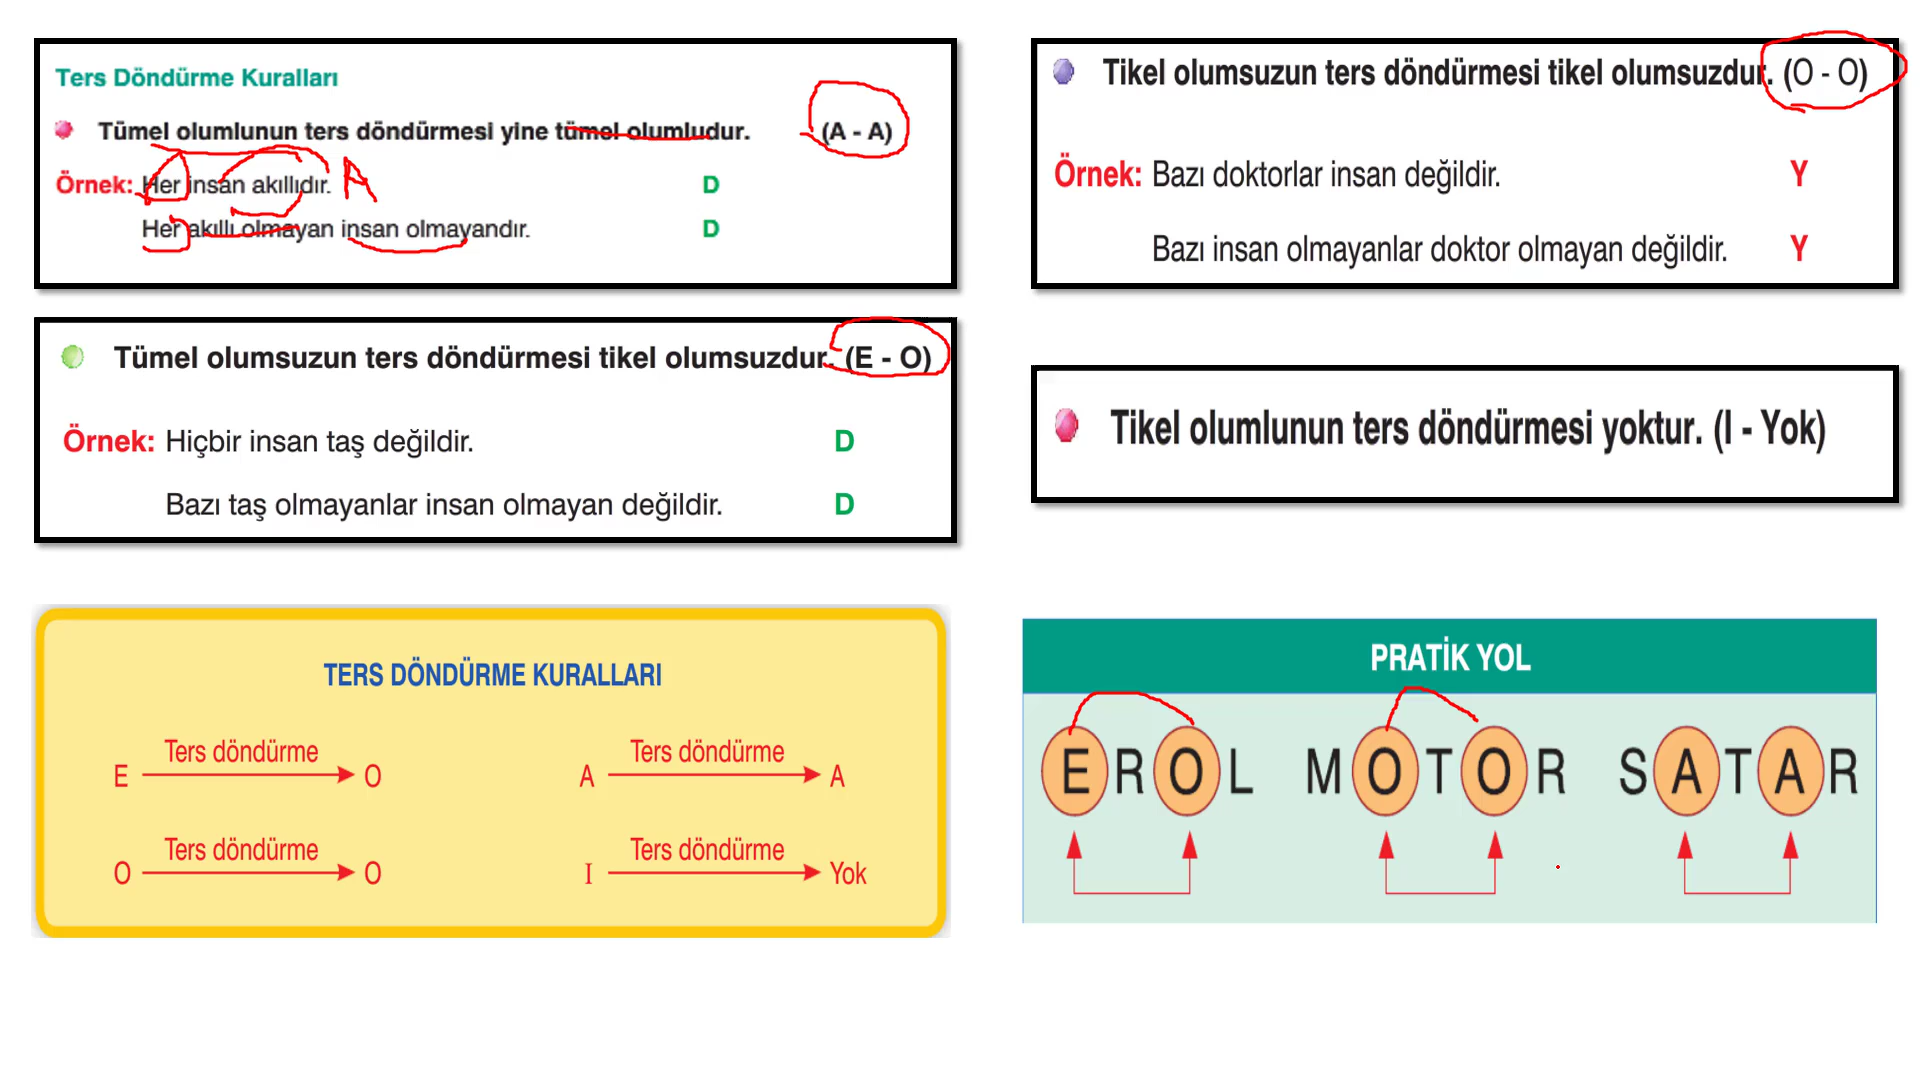 Ters Döndürme Kuralları
Tümel olumlunun ters döndürmesi yine tümel olumludur. (A - A)
Örnek: Her insan akıllıdır. A D
Her akıllı olmayan insan olmayandır. D
Tümel olumsuzun ters döndürmesi tikel olumsuzdur. (E - O)
Örnek: Hiçbir insan taş değildir. D
Bazı taş olmayanlar insan olmayan değildir. D
Tikel olumsuzun ters döndürmesi tikel olumsuzdur. (O - O)
Örnek: Bazı doktorlar insan değildir. Y
Bazı insan olmayanlar doktor olmayan değildir. Y
Tikel olumlunun ters döndürmesi yoktur. (I - Yok)
TERS DÖNDÜRME KURALLARI
E Ters döndürme O
A Ters döndürme A
O Ters döndürme O
I Ters döndürme Yok
PRATİK YOL
EROL MOTOR SATAR